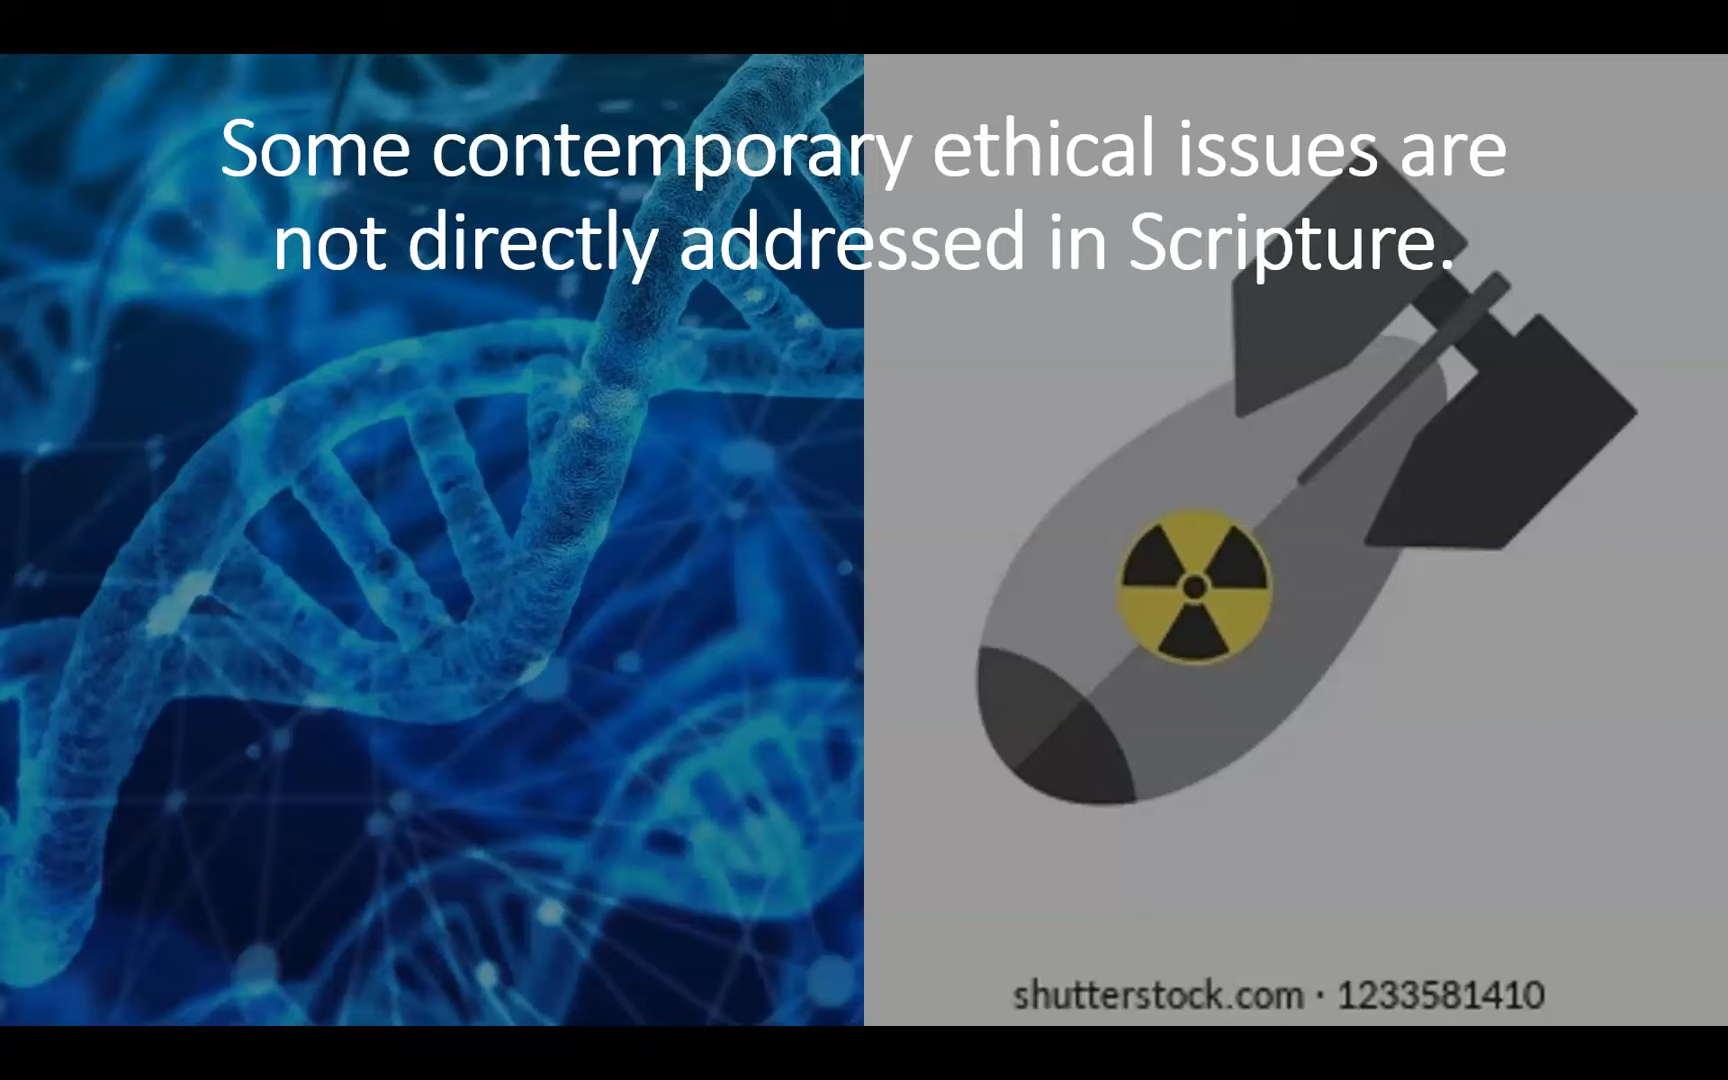 Some contemporary ethical issues are
not directly addressed in Scripture.
shutterstock.com · 1233581410